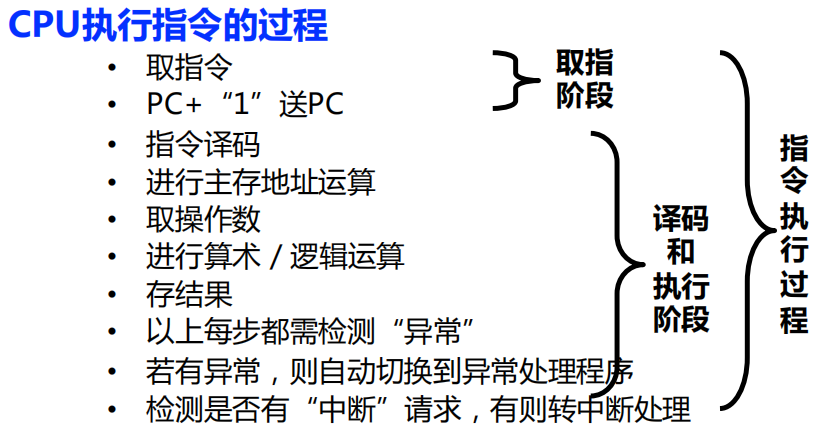 CPU执行指令的过程
• 取指令
• PC+“1”送PC
• 指令译码
• 进行主存地址运算
• 取操作数
• 进行算术 / 逻辑运算
• 存结果
• 以上每步都需检测“异常”
• 若有异常，则自动切换到异常处理程序
• 检测是否有“中断”请求，有则转中断处理
取指
阶段
译码
和
执行
阶段
指
令
执
行
过
程